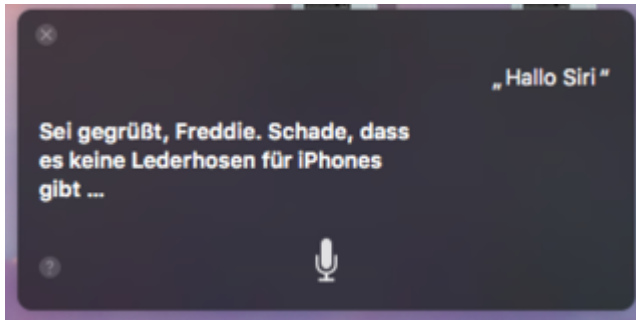 „Hallo Siri“
Sei gegrüßt, Freddie. Schade, dass
es keine Lederhosen für iPhones
gibt ...
?